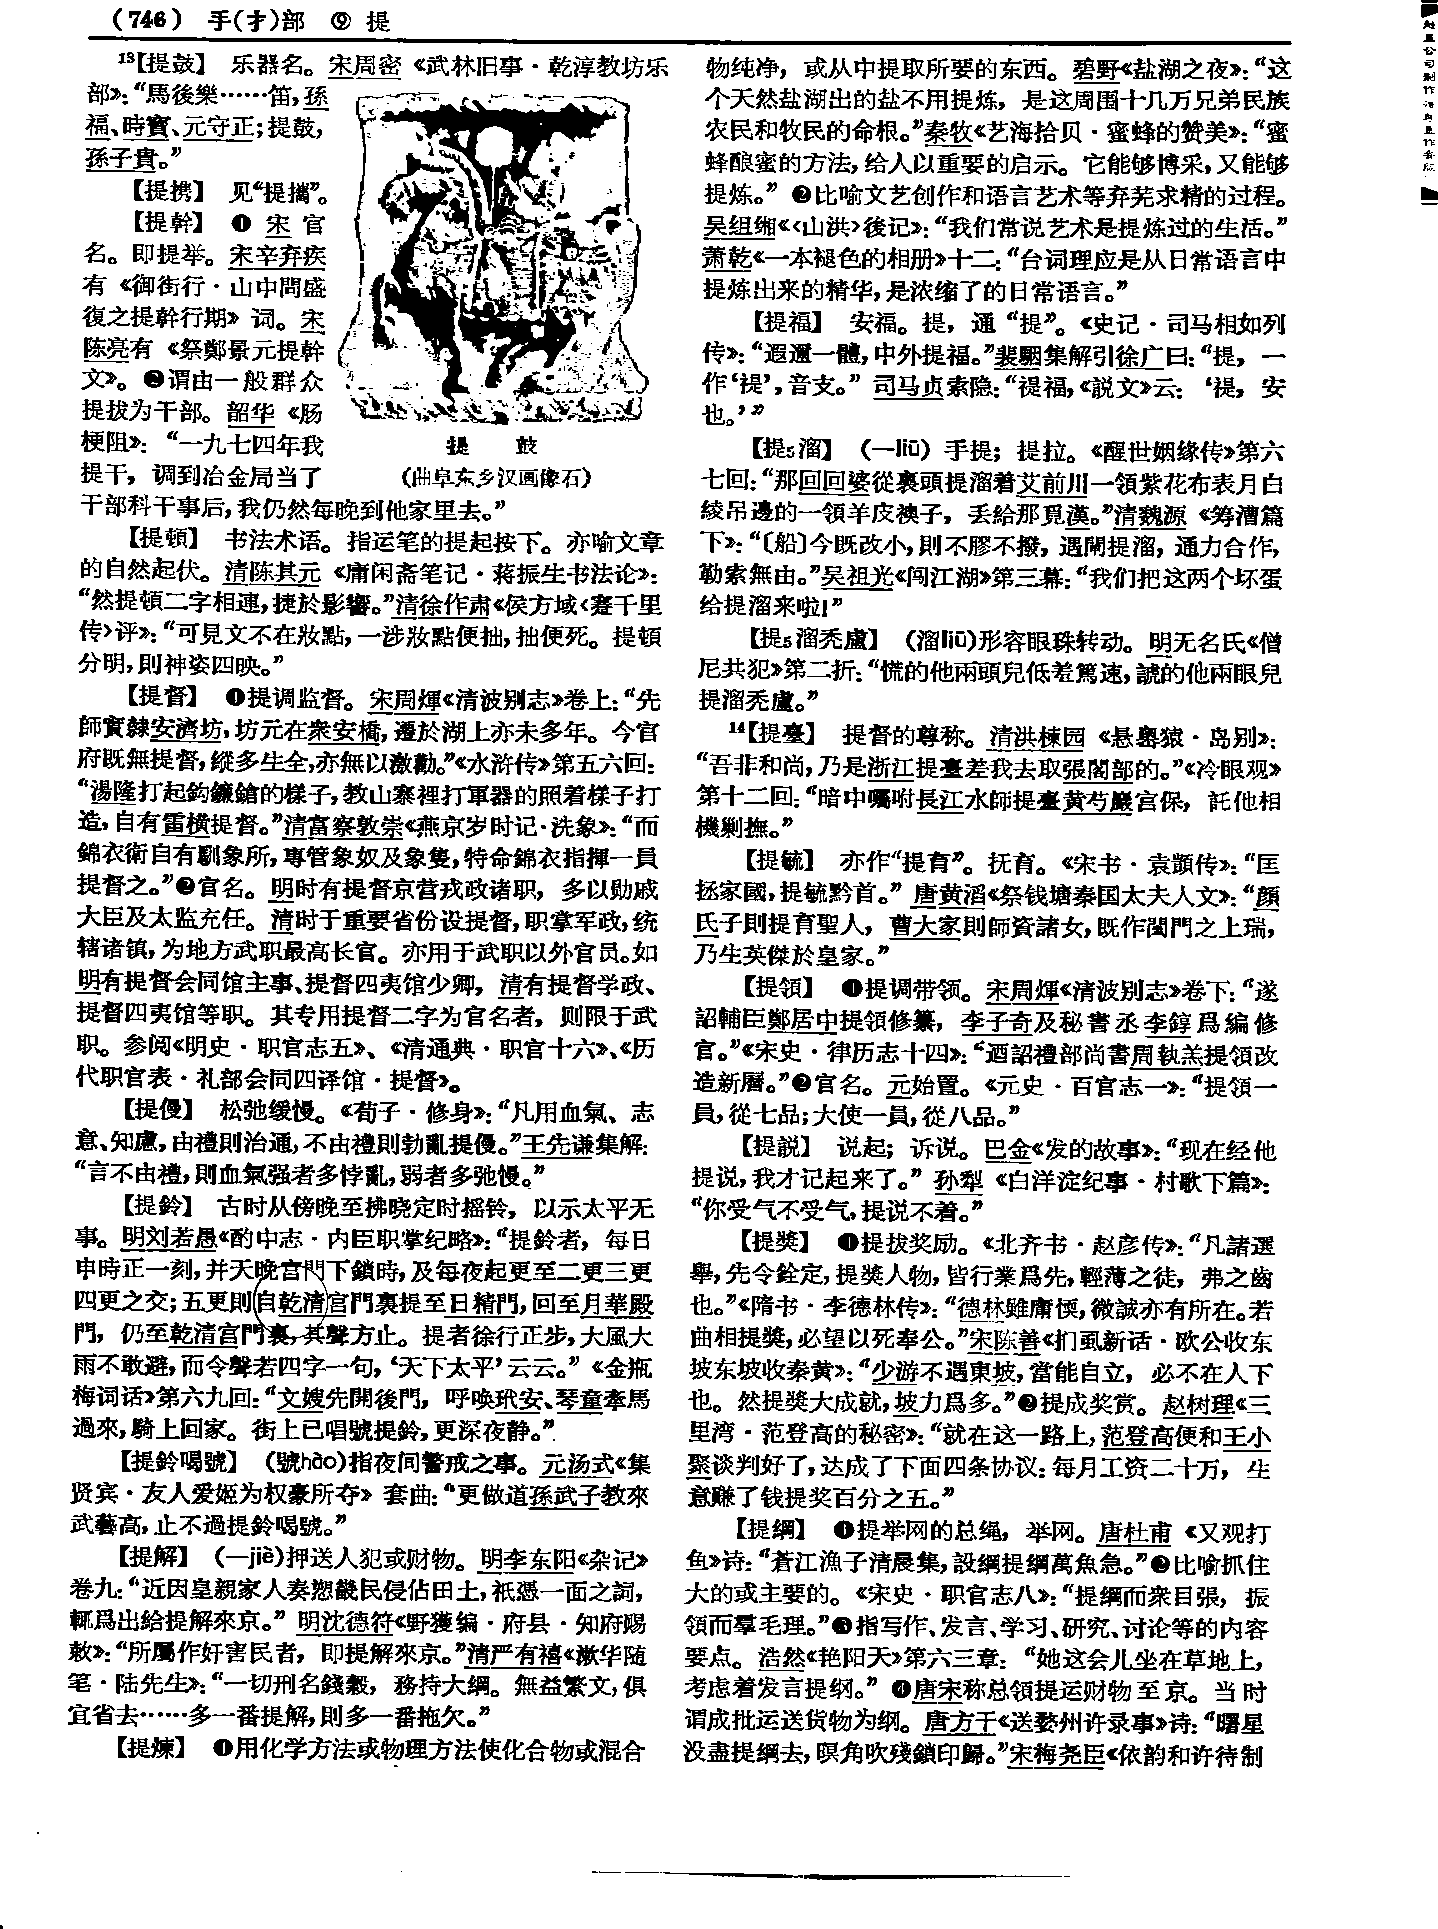 （746） 手(扌)部 ⑨ 提
¹³【提鼓】 乐器名。宋周密《武林旧事·乾淳教坊乐
部》：“馬後樂……笛，孫
福、時寳、元守正；提鼓，
孫子貴。”
【提携】 见“提攜”。
【提幹】 ❶ 宋 官
名。即提举。宋辛弃疾
有《御街行·山中問盛
復之提幹行期》词。宋
陈亮有《祭鄭景元提幹
文》。❷谓由一般群众
提拔为干部。韶华《肠
梗阻》：“一九七四年我
提干，调到冶金局当了
干部科干事后，我仍然每晚到他家里去。”
提 鼓
（曲阜东乡汉画像石）
【提頓】 书法术语。指运笔的提起按下。亦喻文章
的自然起伏。清陈其元《庸闲斋笔记·蒋振生书法论》：
“然提頓二字相連，捷於影響。”清徐作肃《侯方域〈蹇千里
传〉评》：“可見文不在妝點，一涉妝點便拙，拙便死。提頓
分明，則神姿四映。”
【提督】 ❶提调监督。宋周煇《清波别志》卷上：“先
師實隸安濟坊，坊元在衆安橋，遷於湖上亦未多年。今官
府既無提督，縱多生全，亦無以激勸。”《水浒传》第五六回：
“湯隆打起鈎鐮鎗的樣子，教山寨裡打軍器的照着樣子打
造，自有雷横提督。”清富察敦崇《燕京岁时记·洗象》：“而
錦衣衛自有馴象所，專管象奴及象隻，特命錦衣指揮一員
提督之。”❷官名。明时有提督京营戎政诸职，多以勋戚
大臣及太监充任。清时于重要省份设提督，职掌军政，统
辖诸镇，为地方武职最高长官。亦用于武职以外官员。如
明有提督会同馆主事、提督四夷馆少卿，清有提督学政、
提督四夷馆等职。其专用提督二字为官名者，则限于武
职。参阅《明史·职官志五》、《清通典·职官十六》、《历
代职官表·礼部会同四译馆·提督》。
【提僈】 松弛缓慢。《荀子·修身》：“凡用血氣、志
意、知慮，由禮則治通，不由禮則勃亂提僈。”王先谦集解：
“言不由禮，則血氣强者多悖亂，弱者多弛慢。”
【提鈴】 古时从傍晚至拂晓定时摇铃，以示太平无
事。明刘若愚《酌中志·内臣职掌纪略》：“提鈴者，每日
申時正一刻，并天晚宫門下鎖時，及每夜起更至二更三更
四更之交；五更則自乾清宫門裏提至日精門，回至月華殿
門，仍至乾清宫門裏，其聲方止。提者徐行正步，大風大
雨不敢避，而令聲若四字一句，‘天下太平’云云。”《金瓶
梅词话》第六九回：“文嫂先開後門，呼唤玳安、琴童牽馬
過來，騎上回家。街上已唱號提鈴，更深夜静。”
【提鈴喝號】 （號hào）指夜间警戒之事。元汤式《集
贤宾·友人爱姬为权豪所夺》套曲：“更做道孫武子教來
武藝高，止不過提鈴喝號。”
【提解】 （—jiè）押送人犯或财物。明李东阳《杂记》
卷九：“近因皇親家人奏愬畿民侵佔田土，祇憑一面之詞，
輒爲出給提解來京。”明沈德符《野獲编·府县·知府赐
敕》：“所屬作奸害民者，即提解來京。”清严有禧《漱华随
笔·陆先生》：“一切刑名錢穀，務持大綱。無益繁文，俱
宜省去……多一番提解，則多一番拖欠。”
【提煉】 ❶用化学方法或物理方法使化合物或混合
物纯净，或从中提取所要的东西。碧野《盐湖之夜》：“这
个天然盐湖出的盐不用提炼，是这周围十几万兄弟民族
农民和牧民的命根。”秦牧《艺海拾贝·蜜蜂的赞美》：“蜜
蜂酿蜜的方法，给人以重要的启示。它能够博采，又能够
提炼。”❷比喻文艺创作和语言艺术等弃芜求精的过程。
吴组缃《〈山洪〉後记》：“我们常说艺术是提炼过的生活。”
萧乾《一本褪色的相册》十二：“台词理应是从日常语言中
提炼出来的精华，是浓缩了的日常语言。”
【提福】 安福。提，通“禔”。《史记·司马相如列
传》：“遐邇一體，中外提福。”裴駰集解引徐广曰：“提，一
作‘禔’，音支。”司马贞索隐：“禔福，《説文》云：‘禔，安
也。’”
【提₅溜】 （—liū）手提；提拉。《醒世姻缘传》第六
七回：“那回回婆從裏頭提溜着艾前川一領紫花布表月白
綾吊邊的一領羊皮襖子，丢給那覓漢。”清魏源《筹漕篇
下》：“〔船〕今既改小，則不膠不撥，遇閘提溜，通力合作，
勒索無由。”吴祖光《闯江湖》第三幕：“我们把这两个坏蛋
给提溜来啦！”
【提₅溜秃盧】 （溜liū）形容眼珠转动。明无名氏《僧
尼共犯》第二折：“慌的他兩頭兒低差篤速，諕的他兩眼兒
提溜秃盧。”
¹⁴【提臺】 提督的尊称。清洪楝园《悬嶴猿·岛别》：
“吾非和尚，乃是浙江提臺差我去取張閣部的。”《冷眼观》
第十二回：“暗中囑咐長江水師提臺黄芍巖宫保，託他相
機剿撫。”
【提毓】 亦作“提育”。抚育。《宋书·袁顗传》：“匡
拯家國，提毓黔首。”唐黄滔《祭钱塘秦国太夫人文》：“顔
氏子則提育聖人，曹大家則師資諸女，既作閨門之上瑞，
乃生英傑於皇家。”
【提領】 ❶提调带领。宋周煇《清波别志》卷下：“遂
詔輔臣鄭居中提領修纂，李子奇及秘書丞李錞爲編修
官。”《宋史·律历志十四》：“迺詔禮部尚書周執羔提領改
造新曆。”❷官名。元始置。《元史·百官志一》：“提領一
員，從七品；大使一員，從八品。”
【提説】 说起；诉说。巴金《发的故事》：“现在经他
提说，我才记起来了。”孙犁《白洋淀纪事·村歌下篇》：
“你受气不受气，提说不着。”
【提奬】 ❶提拔奖励。《北齐书·赵彦传》：“凡諸選
舉，先令銓定，提奬人物，皆行業爲先，輕薄之徒，弗之齒
也。”《隋书·李德林传》：“德林雖庸愞，微誠亦有所在。若
曲相提奬，必望以死奉公。”宋陈善《扪虱新话·欧公收东
坡东坡收秦黄》：“少游不遇東坡，當能自立，必不在人下
也。然提奬大成就，坡力爲多。”❷提成奖赏。赵树理《三
里湾·范登高的秘密》：“就在这一路上，范登高便和王小
聚谈判好了，达成了下面四条协议：每月工资二十万，生
意赚了钱提奖百分之五。”
【提綱】 ❶提举网的总绳，举网。唐杜甫《又观打
鱼》诗：“蒼江漁子清晨集，設綱提綱萬魚急。”❷比喻抓住
大的或主要的。《宋史·职官志八》：“提綱而衆目張，振
領而羣毛理。”❸指写作、发言、学习、研究、讨论等的内容
要点。浩然《艳阳天》第六三章：“她这会儿坐在草地上，
考虑着发言提纲。”❹唐宋称总領提运财物至京。当时
谓成批运送货物为纲。唐方干《送婺州许录事》诗：“曙星
没盡提綱去，暝角吹殘鎖印歸。”宋梅尧臣《依韵和许待制